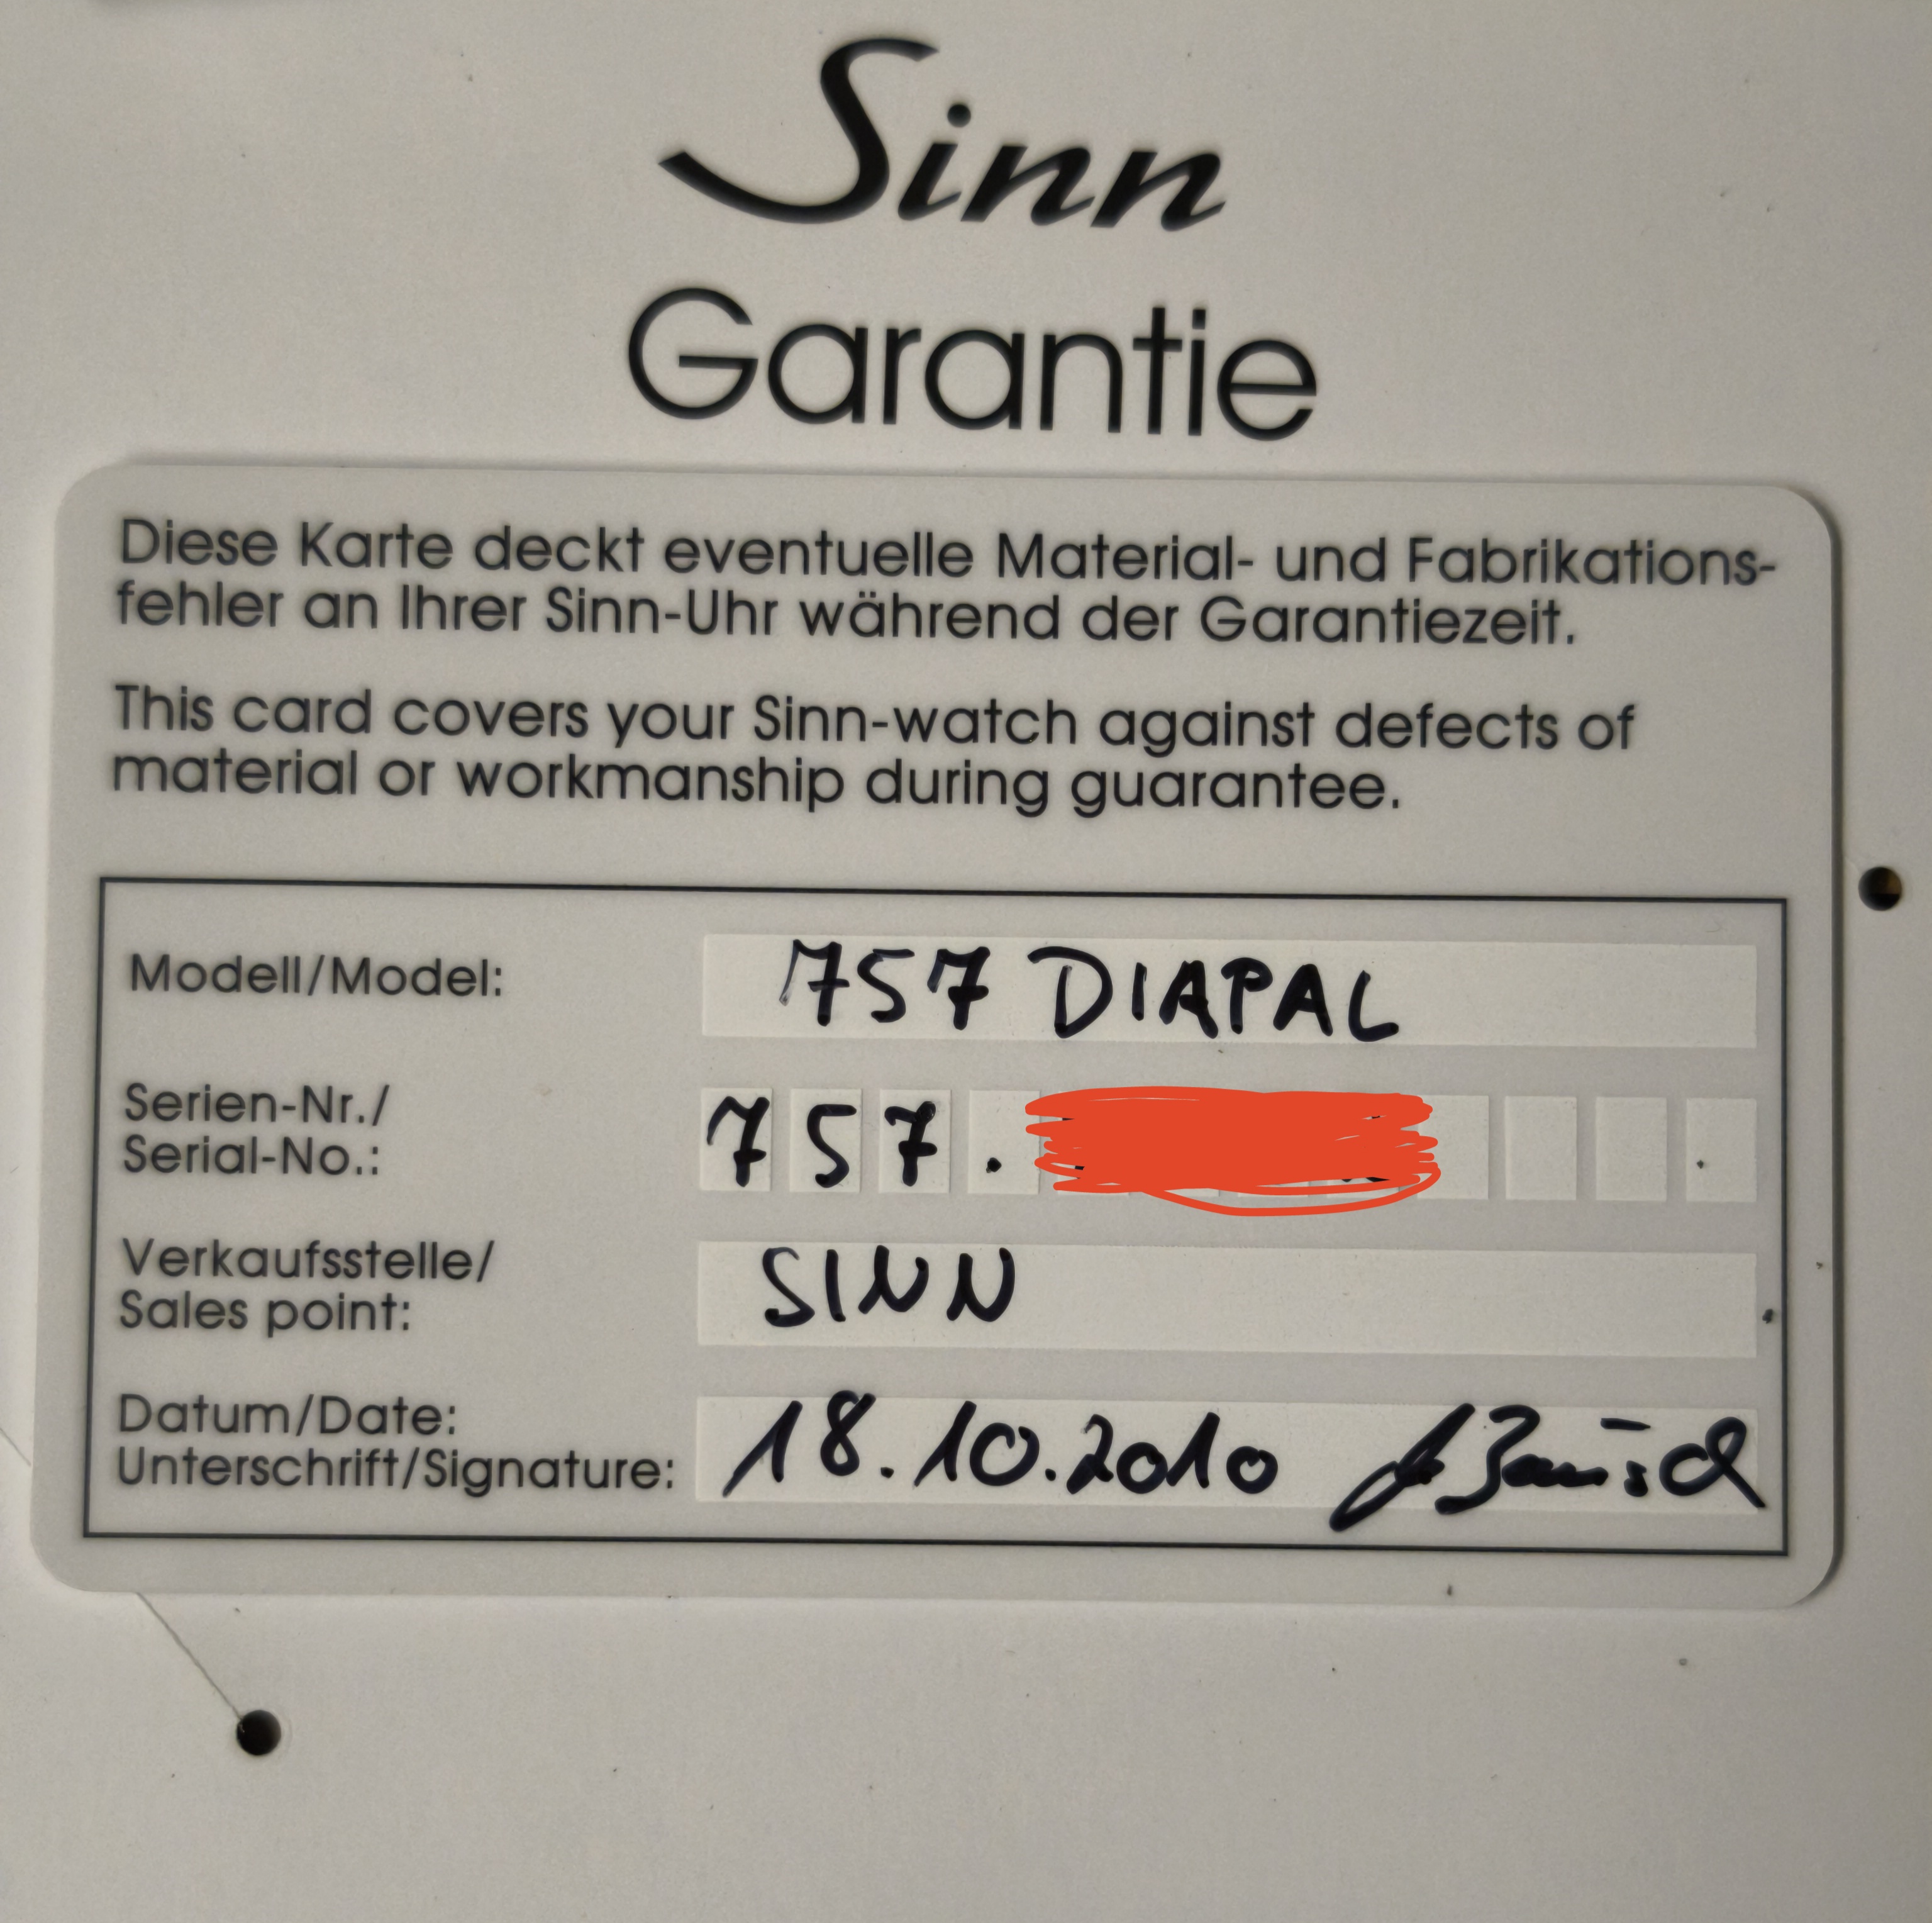 Sinn
Garantie
Diese Karte deckt eventuelle Material- und Fabrikations-
fehler an Ihrer Sinn-Uhr während der Garantiezeit.
This card covers your Sinn-watch against defects of
material or workmanship during guarantee.
Modell/Model: 757 DIAPAL
Serien-Nr./
Serial-No.: 757.
Verkaufsstelle/
Sales point: SINN
Datum/Date: 18.10.2010
Unterschrift/Signature: